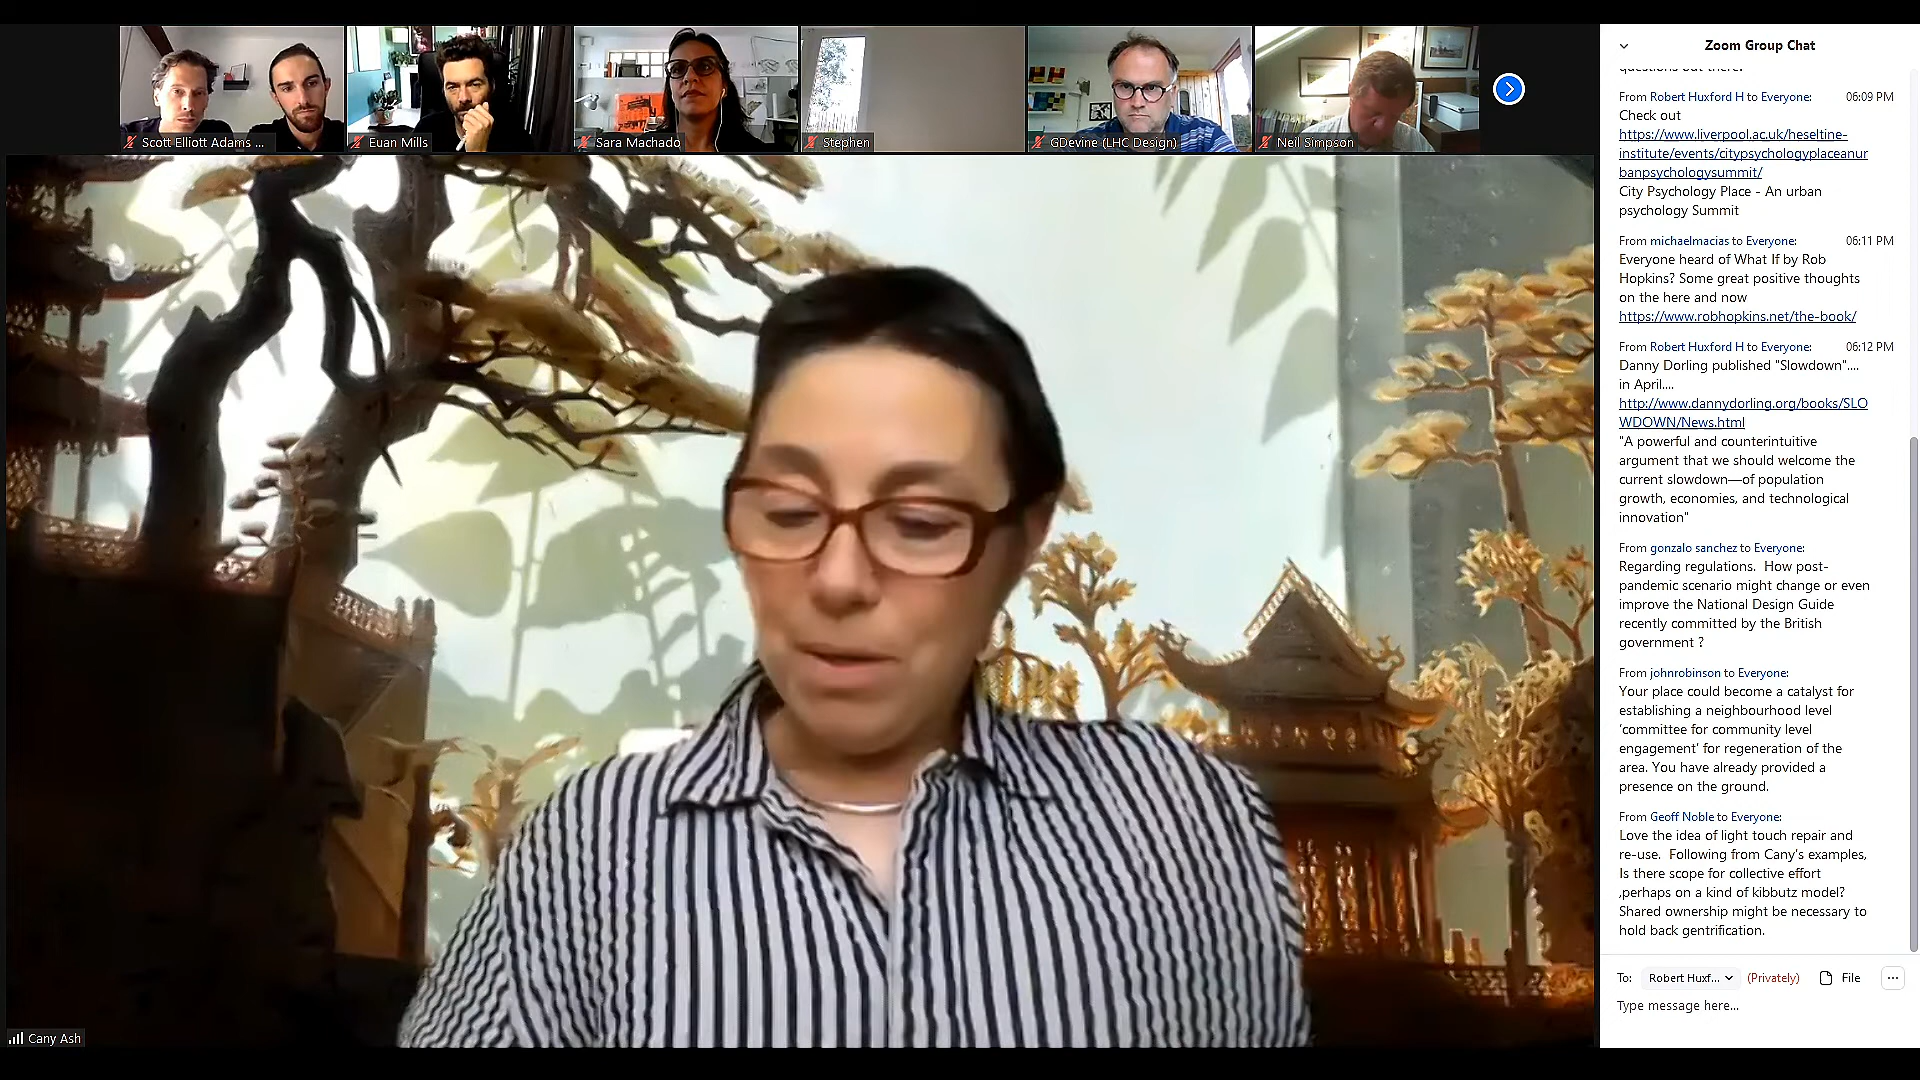 Scott Elliott Adams ...
Euan Mills
Sara Machado
Stephen
GDevine (LHC Design)
Neil Simpson
Cany Ash
Zoom Group Chat
questions out there.
From Robert Huxford H to Everyone: 06:09 PM
Check out
https://www.liverpool.ac.uk/heseltine-
institute/events/citypsychologyplaceanur
banpsychologysummit/
City Psychology Place - An urban
psychology Summit
From michaelmacias to Everyone: 06:11 PM
Everyone heard of What If by Rob
Hopkins? Some great positive thoughts
on the here and now
https://www.robhopkins.net/the-book/
From Robert Huxford H to Everyone: 06:12 PM
Danny Dorling published "Slowdown"....
in April....
http://www.dannydorling.org/books/SLO
WDOWN/News.html
"A powerful and counterintuitive
argument that we should welcome the
current slowdown—of population
growth, economies, and technological
innovation"
From gonzalo sanchez to Everyone:
Regarding regulations.  How post-
pandemic scenario might change or even
improve the National Design Guide
recently committed by the British
government ?
From johnrobinson to Everyone:
Your place could become a catalyst for
establishing a neighbourhood level
‘committee for community level
engagement’ for regeneration of the
area. You have already provided a
presence on the ground.
From Geoff Noble to Everyone:
Love the idea of light touch repair and
re-use.  Following from Cany’s examples,
Is there scope for collective effort
,perhaps on a kind of kibbutz model?
Shared ownership might be necessary to
hold back gentrification.
To: Robert Huxf... (Privately) File
Type message here...